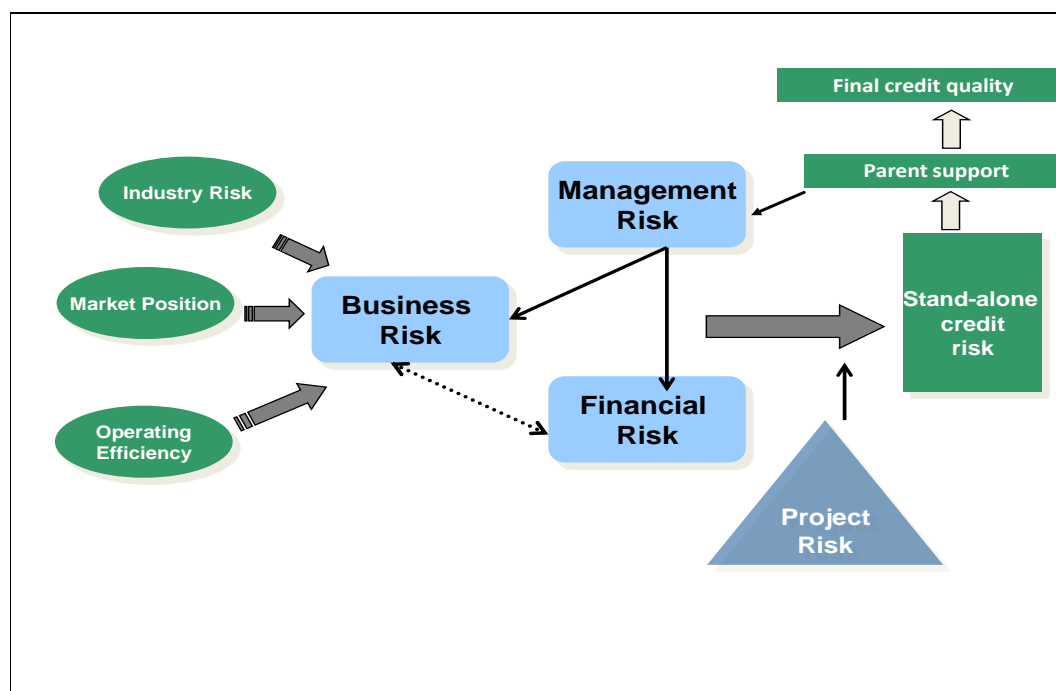 Final credit quality
Parent support
Industry Risk
Management
Risk
Market Position
Business
Risk
Stand-alone
credit
risk
Operating
Efficiency
Financial
Risk
Project
Risk